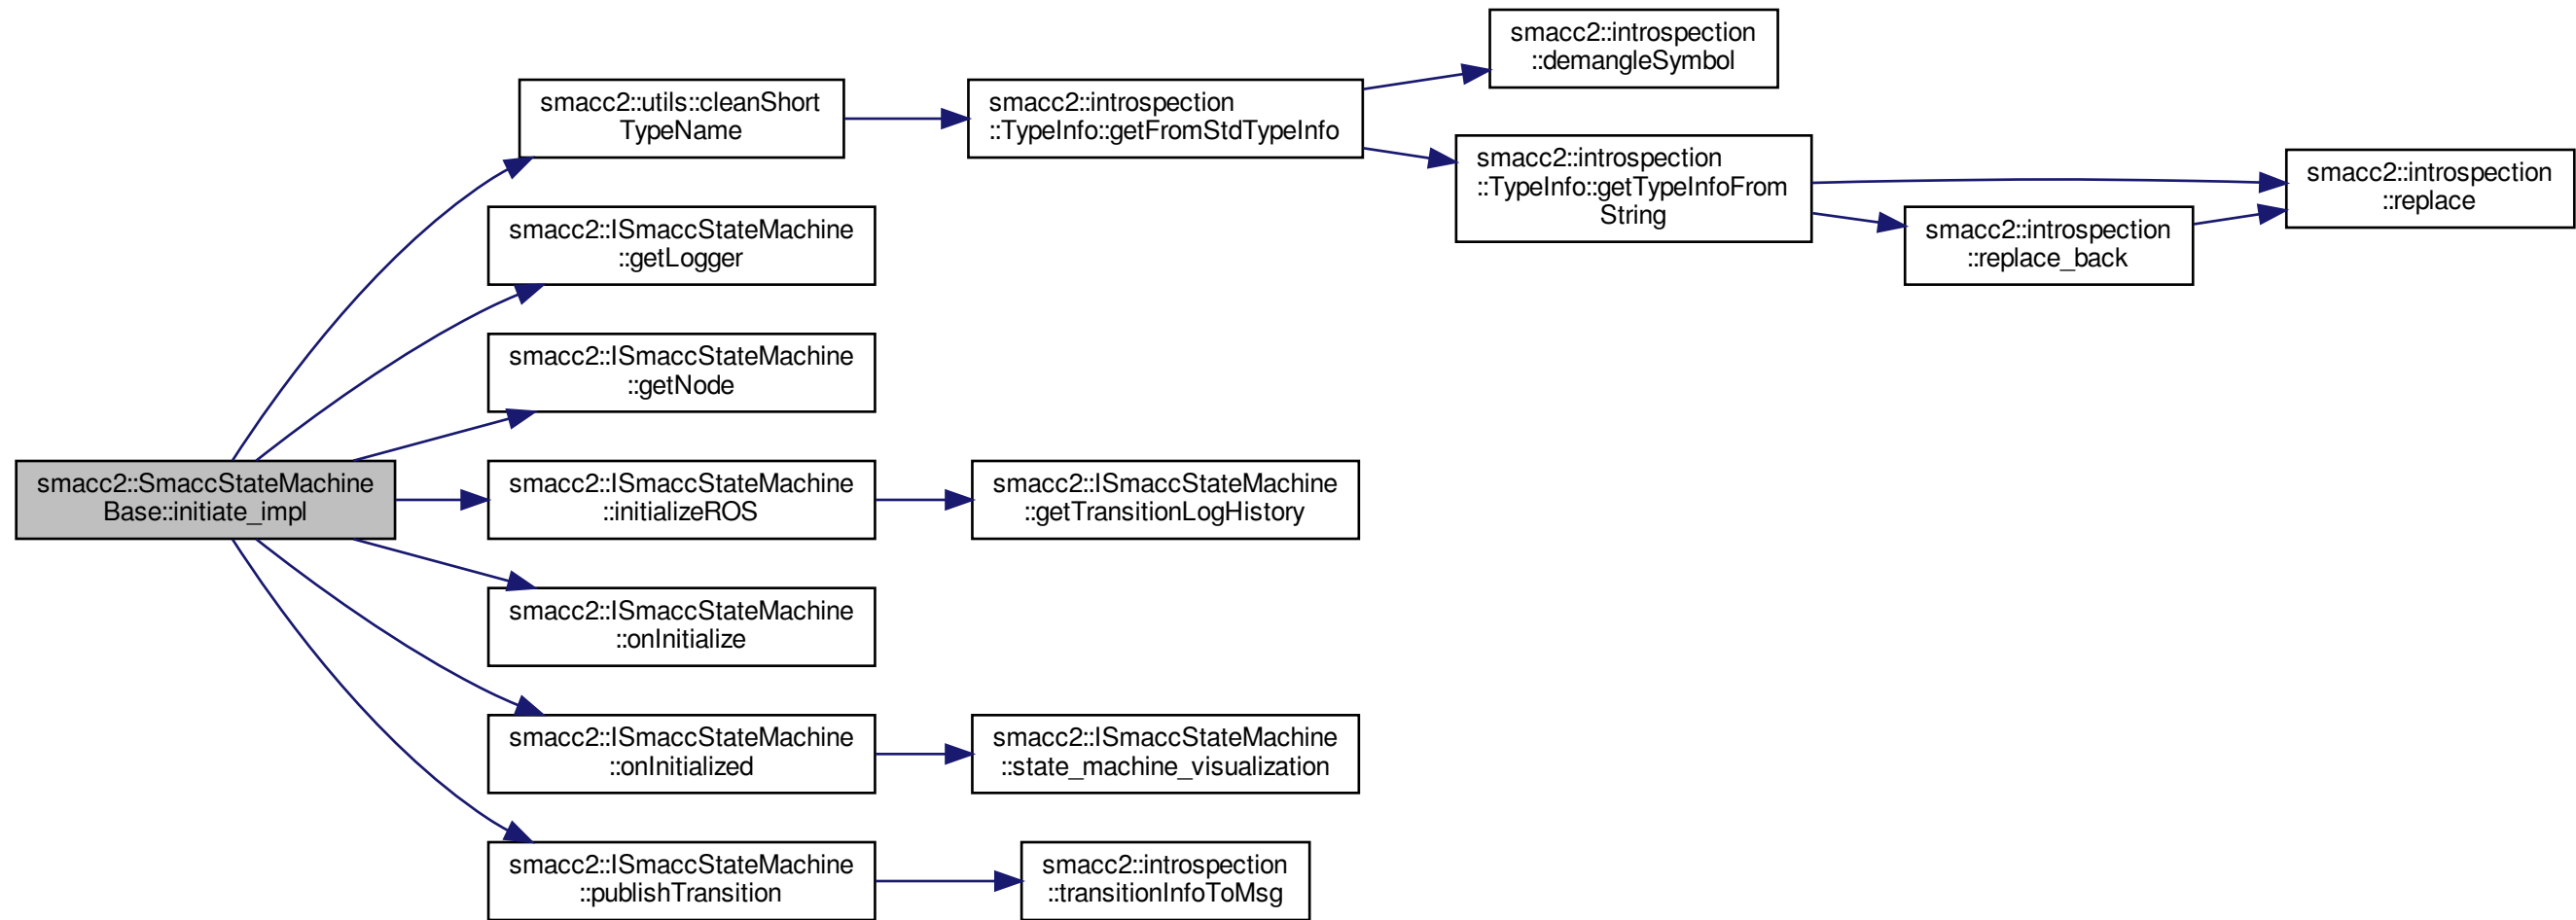 smacc2::SmaccStateMachine
Base::initiate_impl
smacc2::utils::cleanShort
TypeName
smacc2::introspection
::TypeInfo::getFromStdTypeInfo
smacc2::introspection
::demangleSymbol
smacc2::introspection
::TypeInfo::getTypeInfoFrom
String
smacc2::introspection
::replace
smacc2::introspection
::replace_back
smacc2::ISmaccStateMachine
::getLogger
smacc2::ISmaccStateMachine
::getNode
smacc2::ISmaccStateMachine
::initializeROS
smacc2::ISmaccStateMachine
::getTransitionLogHistory
smacc2::ISmaccStateMachine
::onInitialize
smacc2::ISmaccStateMachine
::onInitialized
smacc2::ISmaccStateMachine
::state_machine_visualization
smacc2::ISmaccStateMachine
::publishTransition
smacc2::introspection
::transitionInfoToMsg